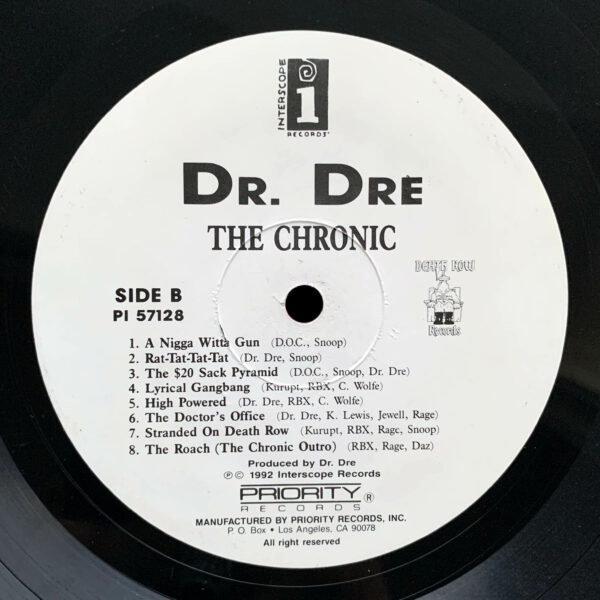 INTERSCOPE
i
RECORDS
DR. DRE
THE CHRONIC
DEATH ROW
Records
SIDE B
PI 57128
1. A Nigga Witta Gun (D.O.C., Snoop)
2. Rat-Tat-Tat-Tat (Dr. Dre, Snoop)
3. The $20 Sack Pyramid (D.O.C., Snoop, Dr. Dre)
4. Lyrical Gangbang (Kurupt, RBX, C. Wolfe)
5. High Powered (Dr. Dre, RBX, C. Wolfe)
6. The Doctor's Office (Dr. Dre, K. Lewis, Jewell, Rage)
7. Stranded On Death Row (Kurupt, RBX, Rage, Snoop)
8. The Roach (The Chronic Outro) (RBX, Rage, Daz)
Produced by Dr. Dre
℗© 1992 Interscope Records
PRIORITY®
RECORDS
MANUFACTURED BY PRIORITY RECORDS, INC.
P. O. Box • Los Angeles, CA 90078
All right reserved